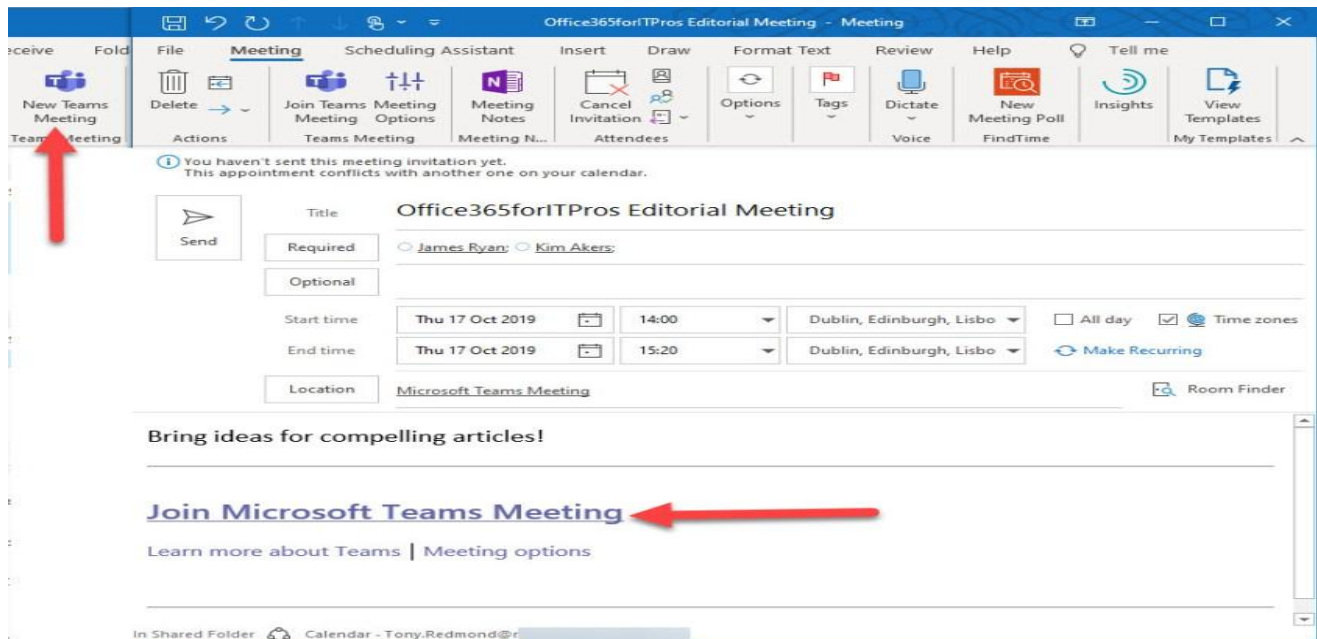 Office365forITPros Editorial Meeting - Meeting
eceive Fold File Meeting Scheduling Assistant Insert Draw Format Text Review Help Tell me
New Teams Meeting
Delete
Join Teams Meeting
Meeting Options
Meeting Notes
Cancel Invitation
Options
Tags
Dictate
New Meeting Poll
Insights
View Templates
Team Meeting Actions Teams Meeting Meeting N... Attendees Voice FindTime My Templates
You haven't sent this meeting invitation yet.
This appointment conflicts with another one on your calendar.
Send
Title Office365forITPros Editorial Meeting
Required James Ryan; Kim Akers;
Optional
Start time Thu 17 Oct 2019 14:00 Dublin, Edinburgh, Lisbo All day Time zones
End time Thu 17 Oct 2019 15:20 Dublin, Edinburgh, Lisbo Make Recurring
Location Microsoft Teams Meeting Room Finder
Bring ideas for compelling articles!
Join Microsoft Teams Meeting
Learn more about Teams | Meeting options
In Shared Folder Calendar - Tony.Redmond@r